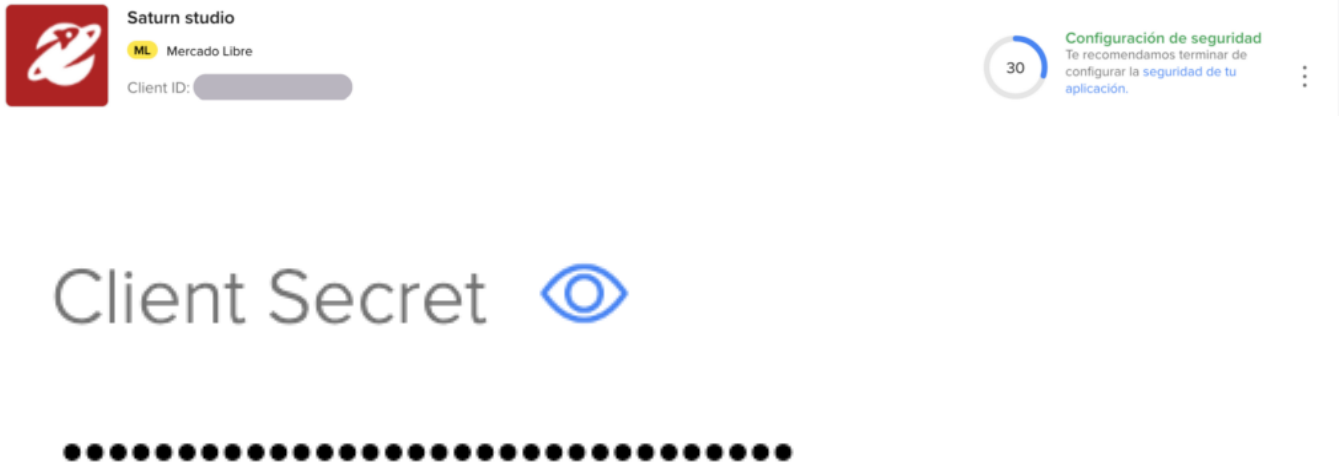 Saturn studio
ML Mercado Libre
Client ID:
30
Configuración de seguridad
Te recomendamos terminar de
configurar la seguridad de tu
aplicación.
Client Secret
••••••••••••••••••••••••••••••••